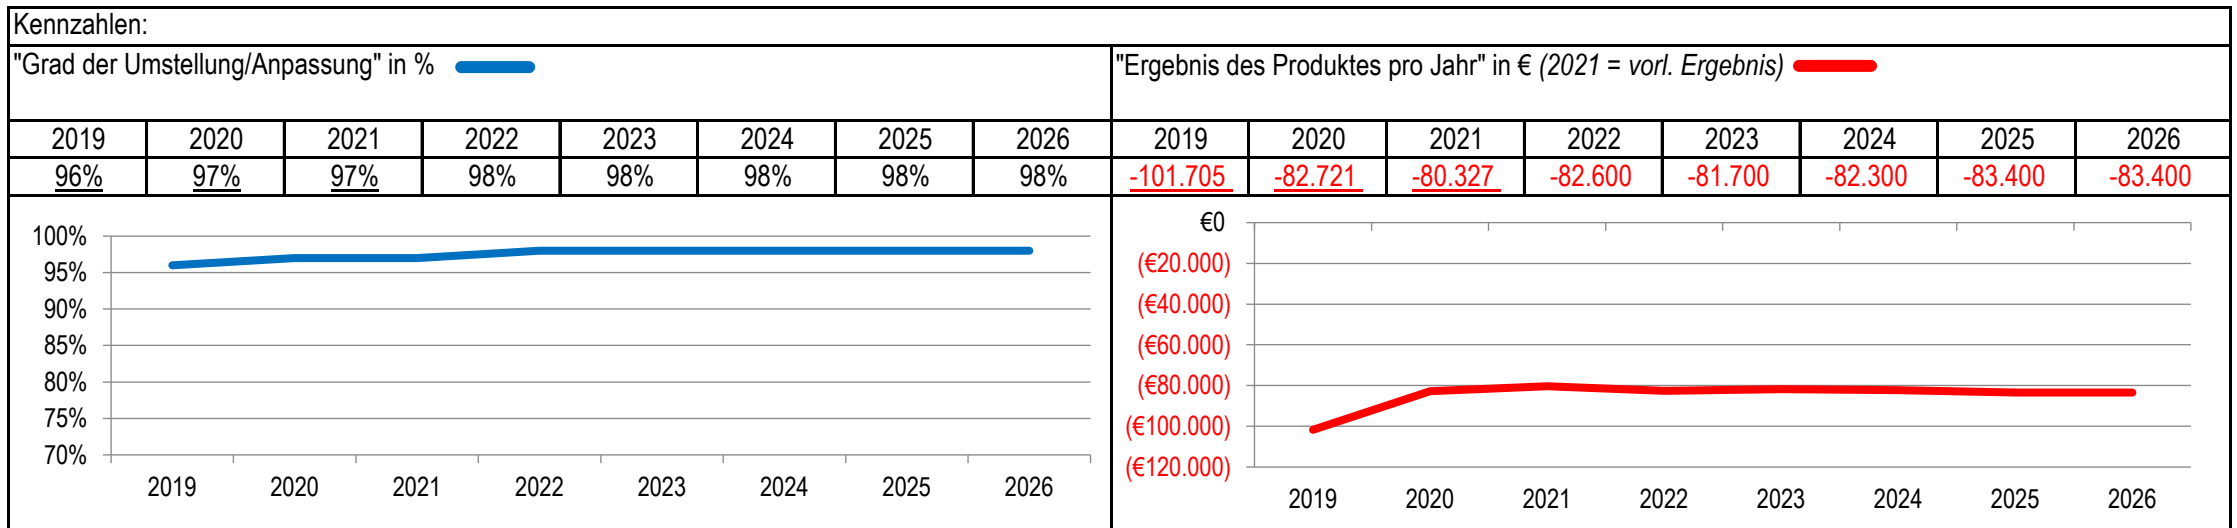 Kennzahlen:
"Grad der Umstellung/Anpassung" in %
"Ergebnis des Produktes pro Jahr" in € (2021 = vorl. Ergebnis)
2019 2020 2021 2022 2023 2024 2025 2026
96% 97% 97% 98% 98% 98% 98% 98%
2019 2020 2021 2022 2023 2024 2025 2026
-101.705 -82.721 -80.327 -82.600 -81.700 -82.300 -83.400 -83.400
100%
95%
90%
85%
80%
75%
70%
2019 2020 2021 2022 2023 2024 2025 2026
€0
(€20.000)
(€40.000)
(€60.000)
(€80.000)
(€100.000)
(€120.000)
2019 2020 2021 2022 2023 2024 2025 2026